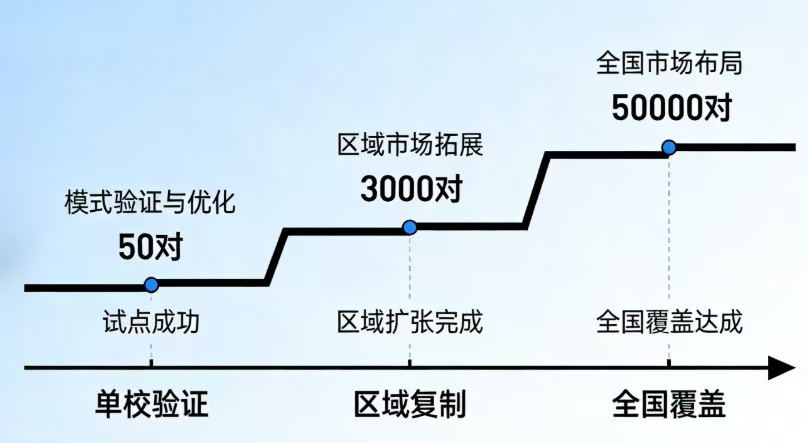 全国市场布局
50000对
区域市场拓展
3000对
模式验证与优化
50对
试点成功
区域扩张完成
全国覆盖达成
单校验证
区域复制
全国覆盖